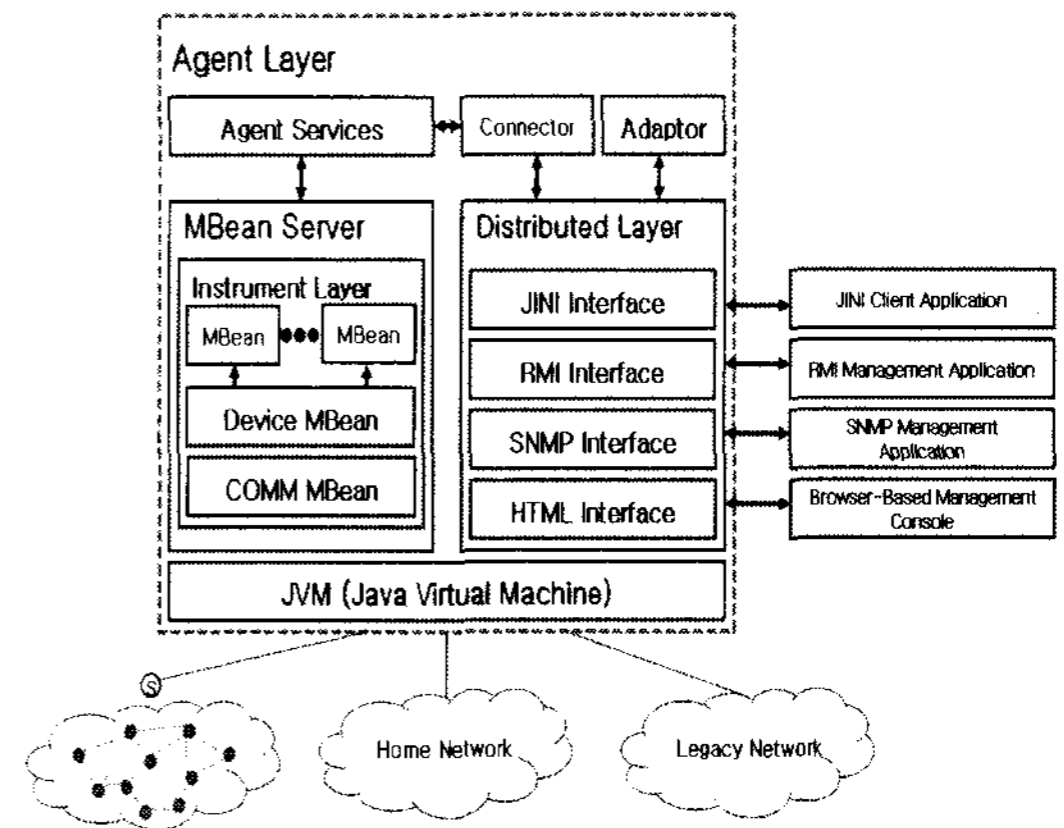 Agent Layer
Agent Services
Connector
Adaptor
MBean Server
Distributed Layer
Instrument Layer
MBean
MBean
Device MBean
COMM MBean
JINI Interface
RMI Interface
SNMP Interface
HTML Interface
JINI Client Application
RMI Management Application
SNMP Management
Application
Browser-Based Management
Console
JVM (Java Virtual Machine)
S
Home Network
Legacy Network